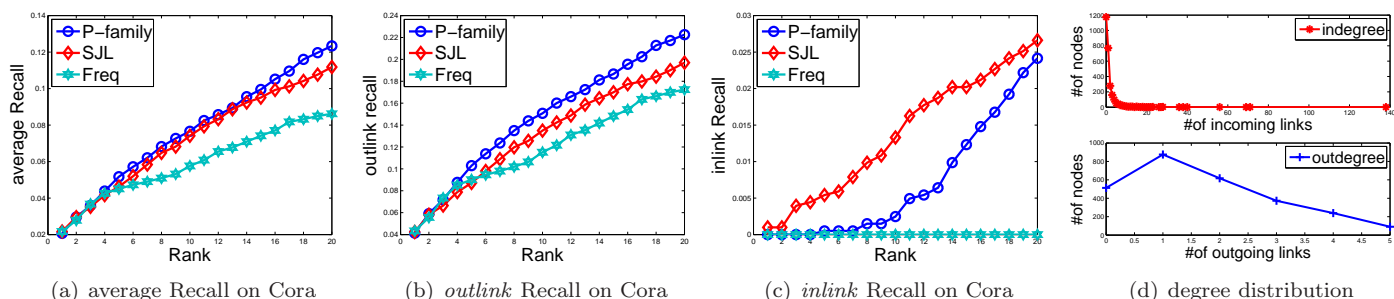 0.14
0.12
0.1
0.08
0.06
0.04
0.02
average Recall
P-family
SJL
Freq
0 2 4 6 8 10 12 14 16 18 20
Rank
(a) average Recall on Cora
0.24
0.22
0.2
0.18
0.16
0.14
0.12
0.1
0.08
0.06
0.04
outlink recall
P-family
SJL
Freq
0 2 4 6 8 10 12 14 16 18 20
Rank
(b) outlink Recall on Cora
0.03
0.025
0.02
0.015
0.01
0.005
0
inlink Recall
P-family
SJL
Freq
0 2 4 6 8 10 12 14 16 18 20
Rank
(c) inlink Recall on Cora
1200
1000
800
600
400
200
0
#of nodes
indegree
0 20 40 60 80 100 120 140
#of incoming links
1200
1000
800
600
400
200
0
#of nodes
outdegree
0 0.5 1 1.5 2 2.5 3 3.5 4 4.5 5
#of outgoing links
(d) degree distribution